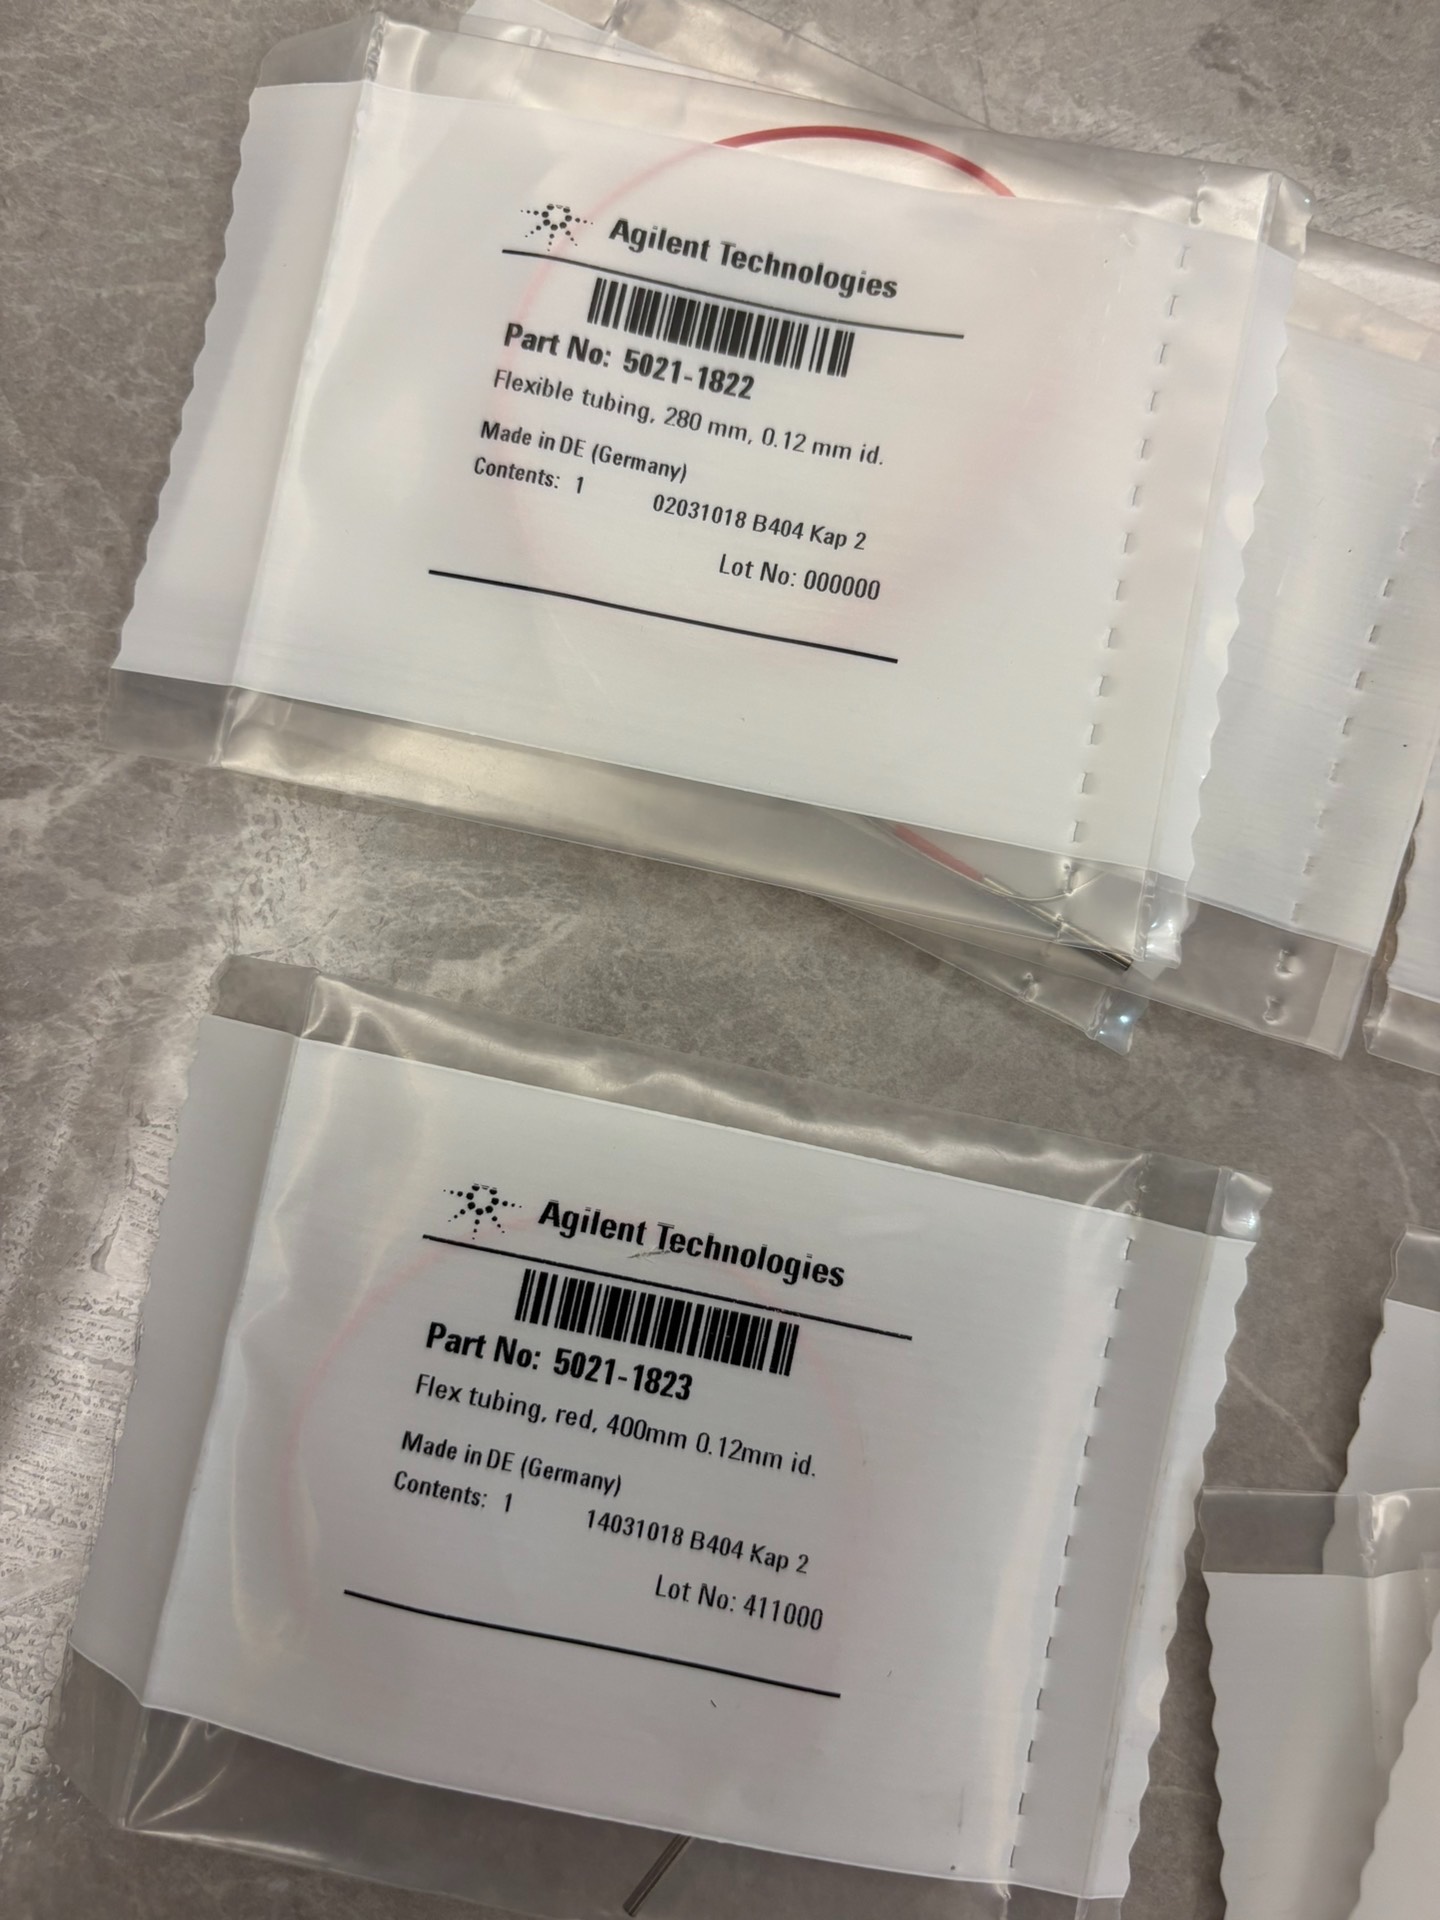 Agilent Technologies
Part No: 5021-1822
Flexible tubing, 280 mm, 0.12 mm id.
Made in DE (Germany)
Contents: 1
02031018 B404 Kap 2
Lot No: 000000
Agilent Technologies
Part No: 5021-1823
Flex tubing, red, 400mm 0.12mm id.
Made in DE (Germany)
Contents: 1
14031018 B404 Kap 2
Lot No: 411000